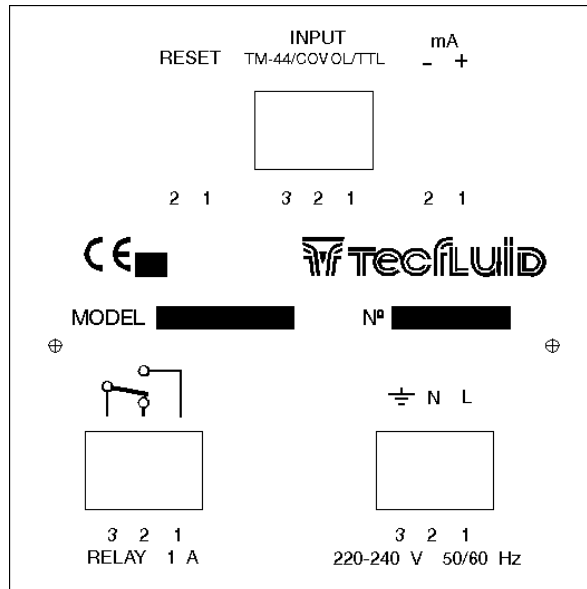 RESET INPUT mA
TM-44/COVOL/TTL - +
2 1 3 2 1 2 1
CE TECFLUID
MODEL Nº
N L
3 2 1 3 2 1
RELAY 1 A 220-240 V 50/60 Hz